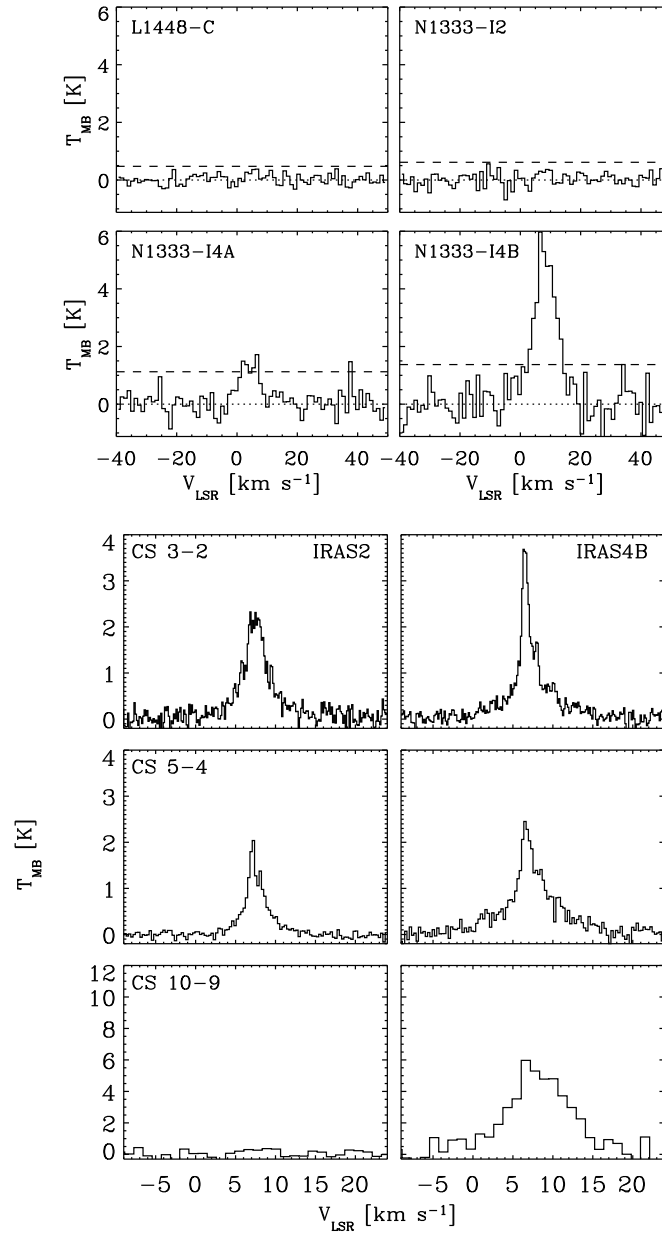 L1448-C
N1333-I2
6
4
2
0
T_MB [K]
N1333-I4A
N1333-I4B
6
4
2
0
T_MB [K]
-40 -20 0 20 40
-40 -20 0 20 40
V_LSR [km s⁻¹]
V_LSR [km s⁻¹]
CS 3-2 IRAS2
IRAS4B
4
3
2
1
0
CS 5-4
4
3
2
1
0
T_MB [K]
CS 10-9
12
10
8
6
4
2
0
-5 0 5 10 15 20
-5 0 5 10 15 20
V_LSR [km s⁻¹]